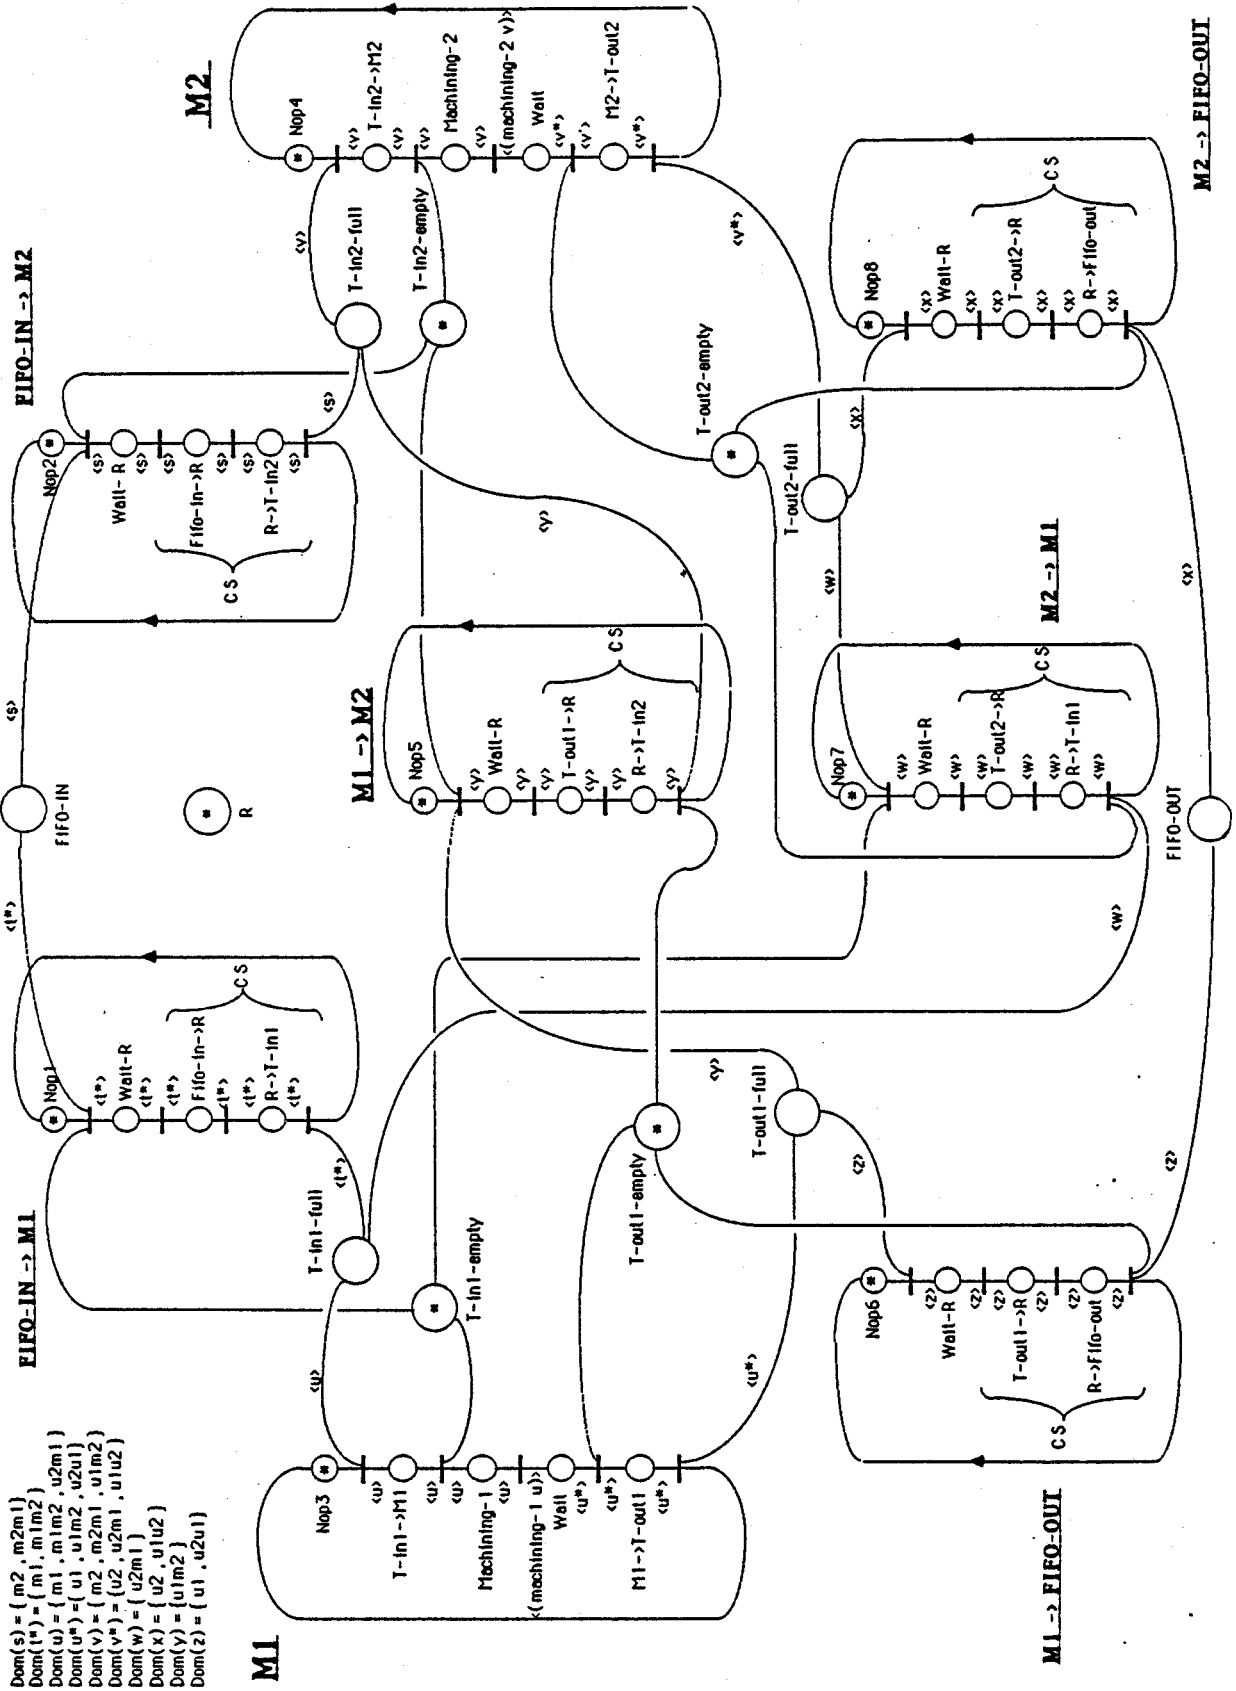 Dom(s) = { m2 , m2m1}
Dom(t*) = { m1 , m1m2}
Dom(u) = { m1 , m1m2 , u2m1 }
Dom(u*) ={ u1 , u1m2 , u2u1}
Dom(v) = { m2 , m2m1 , u1m2}
Dom(v*) = {u2 , u2m1 , u1u2 }
Dom(w) = { u2m1}
Dom(x) = { u2 , u1u2 }
Dom(y) = {u1m2 }
Dom(z) = { u1 , u2u1}
FIFO-IN -> M1
<t*>
FIFO-IN
<s>
FIFO-IN -> M2
*
Nop1
<t*>
Wait-R
<t*>
<t*>
Fifo-in->R
<t*>
<t*>
R->T-in1
<t*>
CS
<t*>
*
R
*
Nop2
<s>
Wait-R
<s>
<s>
Fifo-in->R
<s>
<s>
R->T-in2
<s>
CS
<s>
M2
*
Nop4
<v>
T-in2->M2
<v>
<v>
Machining-2
<v>
<(machining-2 v)>
Wait
<v*>
<v'>
M2->T-out2
<v*>
<v>
T-in2-full
*
T-in2-empty
M1
*
Nop3
<u>
T-in1->M1
<u>
<u>
Machining-1
<u>
<(machining-1 u)>
Wait
<u*>
<u*>
M1->T-out1
<u*>
<u>
T-in1-full
*
T-in1-empty
M1 -> M2
*
Nop5
<y>
Wait-R
<y>
<y>
T-out1->R
<y>
<y>
R->T-in2
<y>
CS
<y>
*
T-out1-empty
T-out1-full
<y>
<z>
<u*>
*
T-out2-empty
T-out2-full
<v*>
<x>
<w>
M1 -> FIFO-OUT
*
Nop6
<z>
Wait-R
<z>
<z>
T-out1->R
<z>
<z>
R->Fifo-out
<z>
CS
<z>
M2 -> M1
*
Nop7
<w>
Wait-R
<w>
<w>
T-out2->R
<w>
<w>
R->T-in1
<w>
CS
<w>
FIFO-OUT
M2 -> FIFO-OUT
*
Nop8
<x>
Wait-R
<x>
<x>
T-out2->R
<x>
<x>
R->Fifo-out
<x>
CS
<x>